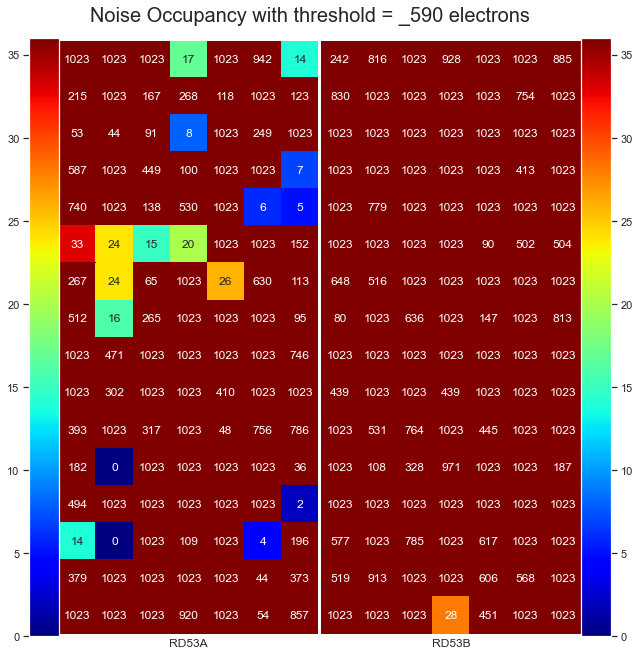 Noise Occupancy with threshold = _590 electrons
35 1023 1023 1023 17 1023 942 14 242 816 1023 928 1023 1023 885 35
215 1023 167 268 118 1023 123 830 1023 1023 1023 1023 754 1023
30 53 44 91 8 1023 249 1023 1023 1023 1023 1023 1023 1023 1023 30
587 1023 449 100 1023 1023 7 1023 1023 1023 1023 1023 413 1023
25 740 1023 138 530 1023 6 5 1023 779 1023 1023 1023 1023 1023 25
33 24 15 20 1023 1023 152 1023 1023 1023 1023 90 502 504
20 267 24 65 1023 26 630 113 648 516 1023 1023 1023 1023 1023 20
512 16 265 1023 1023 1023 95 80 1023 636 1023 147 1023 813
15 1023 471 1023 1023 1023 1023 746 1023 1023 1023 1023 1023 1023 1023 15
1023 302 1023 1023 410 1023 1023 439 1023 1023 439 1023 1023 1023
10 393 1023 317 1023 48 756 786 1023 531 764 1023 445 1023 1023 10
182 0 1023 1023 1023 1023 36 1023 108 328 971 1023 1023 187
5 494 1023 1023 1023 1023 1023 2 1023 1023 1023 1023 1023 1023 1023 5
14 0 1023 109 1023 4 196 577 1023 785 1023 617 1023 1023
379 1023 1023 1023 1023 44 373 519 913 1023 1023 606 568 1023
0 1023 1023 1023 920 1023 54 857 1023 1023 1023 28 451 1023 1023 0
RD53A RD53B